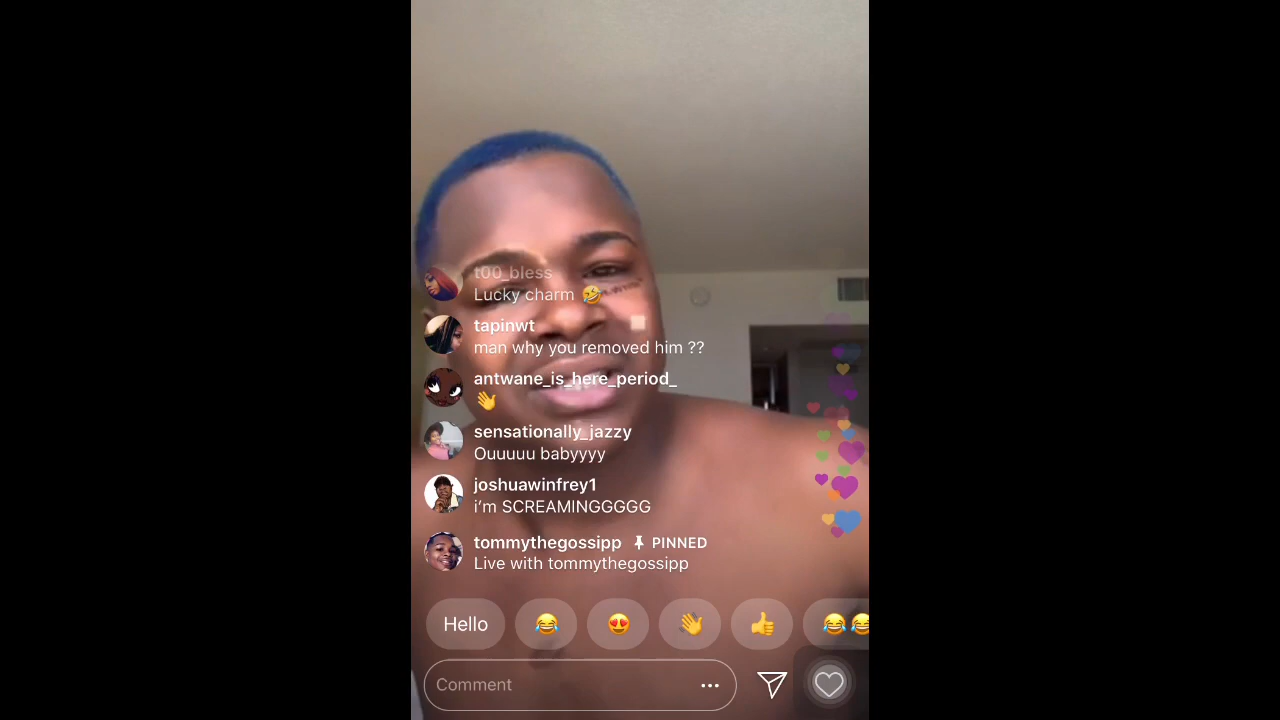 t00_bless
Lucky charm 🤣
tapinwt
man why you removed him ??
antwane_is_here_period_
👋
sensationally_jazzy
Ouuuuu babyyyy
joshuawinfrey1
i'm SCREAMINGGGGG
tommythegossipp PINNED
Live with tommythegossipp
Hello 😂 😍 👋 👍 😂😂
Comment